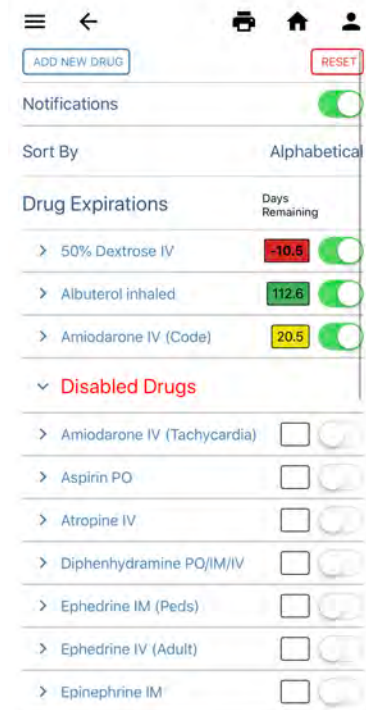 ADD NEW DRUG RESET
Notifications
Sort By Alphabetical
Drug Expirations Days Remaining
50% Dextrose IV -10.5
Albuterol inhaled 112.6
Amiodarone IV (Code) 20.5
Disabled Drugs
Amiodarone IV (Tachycardia)
Aspirin PO
Atropine IV
Diphenhydramine PO/IM/IV
Ephedrine IM (Peds)
Ephedrine IV (Adult)
Epinephrine IM